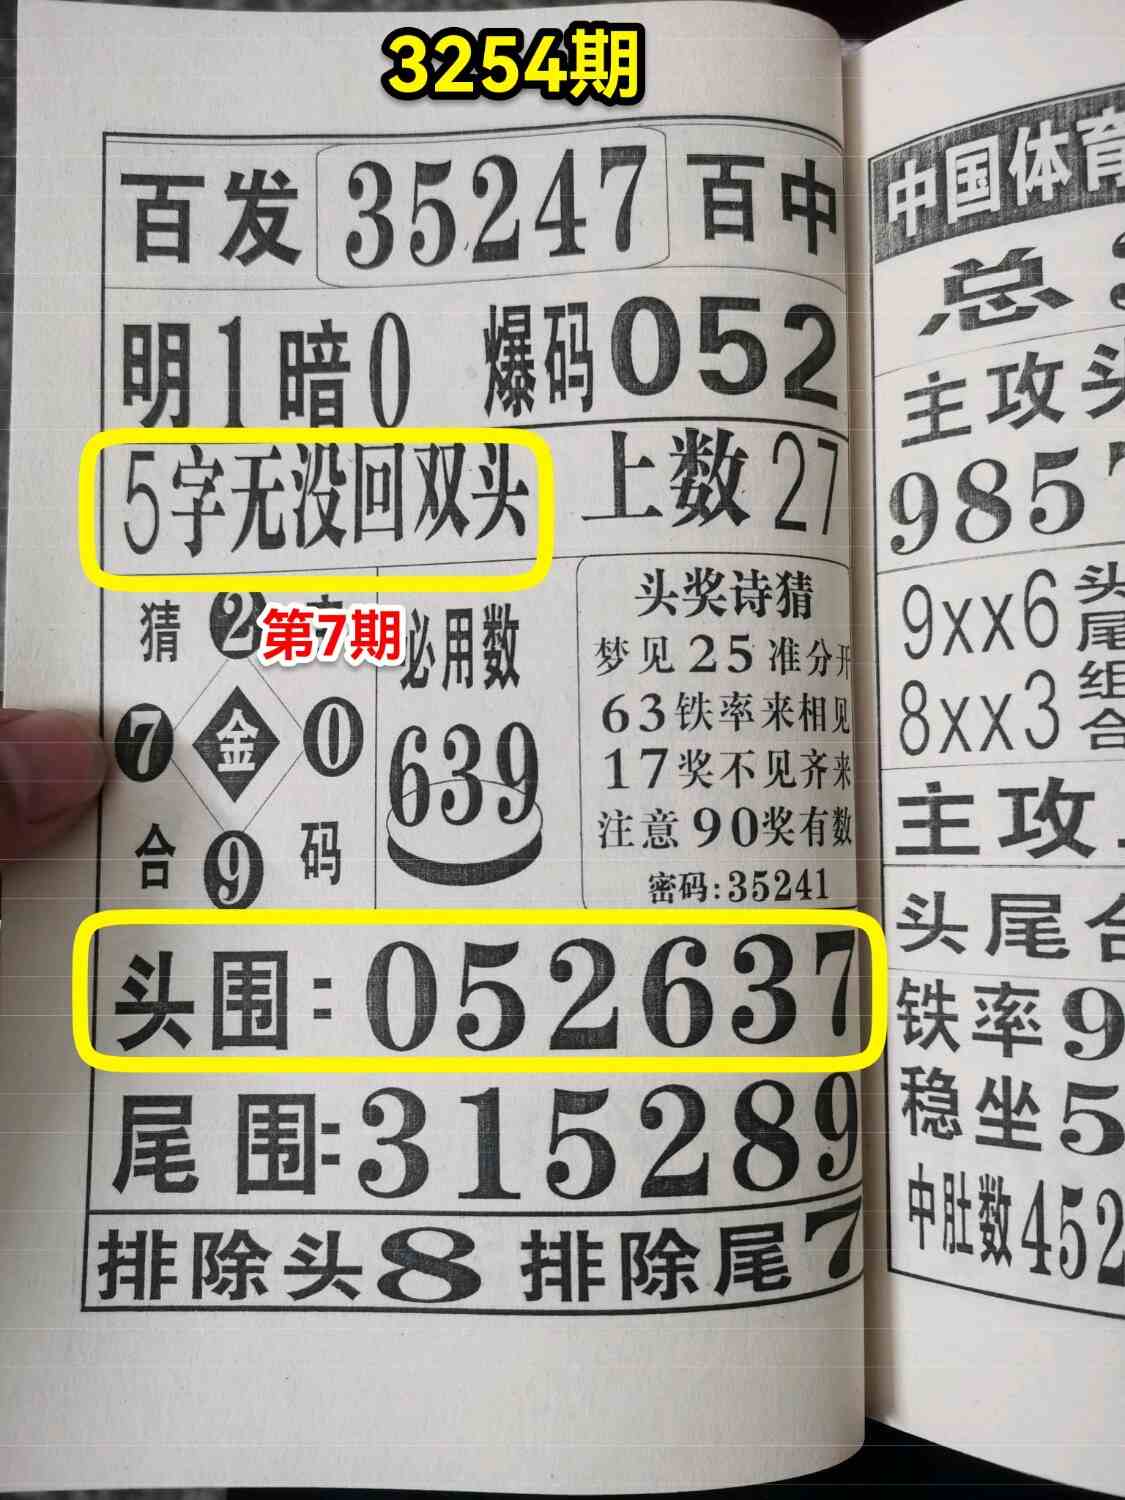 3254期
百发 35247 百中
明1暗0 爆码052
5字无没回双头 上数27
猜 2
第7期
7 金 0
合 9 码
必用数
639
头奖诗猜
梦见25准分开
63铁率来相见
17奖不见齐来
注意90奖有数
密码:35241
头围:052637
尾围:315289
排除头8 排除尾7
中国体育
总
主攻头
9857
9xx6
8xx3
头尾组合
主攻
头尾合
铁率9
稳坐5
中肚数452